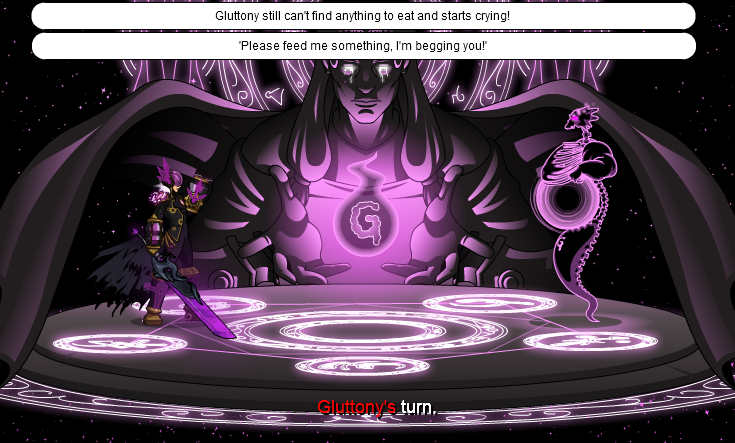 Gluttony still can't find anything to eat and starts crying!
'Please feed me something, I'm begging you!'
G
Gluttony's turn.